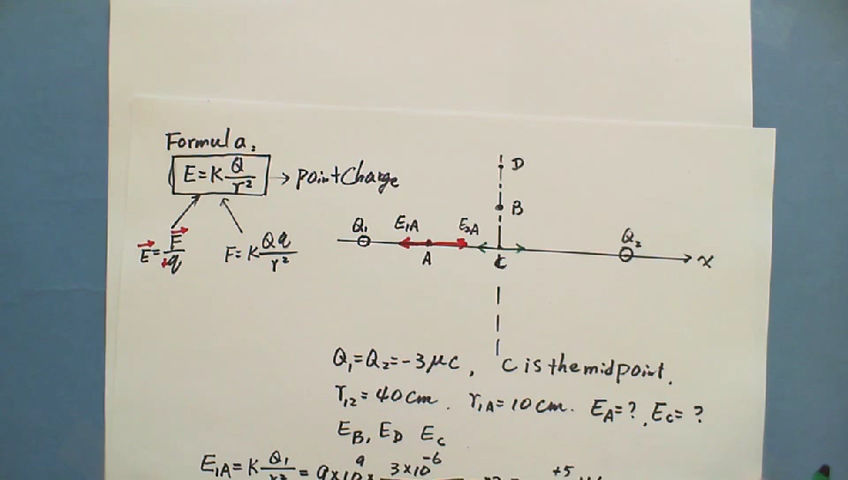 Formula,
E=K Q/r² → point Charge
E=F/+q F=K Qq/r²
D
B
Q₁ E₁A E₂A Q₂
A C x
Q₁=Q₂=-3μc, C is the midpoint.
r₁₂=40cm. r₁A=10cm. EA=?, Ec=?
EB, ED Ec
E₁A=K Q₁/r² = 9×10⁹× 3×10⁻⁶